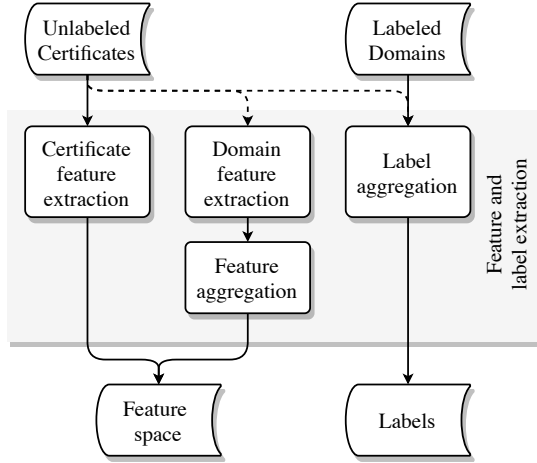 Unlabeled
Certificates
Labeled
Domains
Certificate
feature
extraction
Domain
feature
extraction
Label
aggregation
Feature and
label extraction
Feature
aggregation
Feature
space
Labels